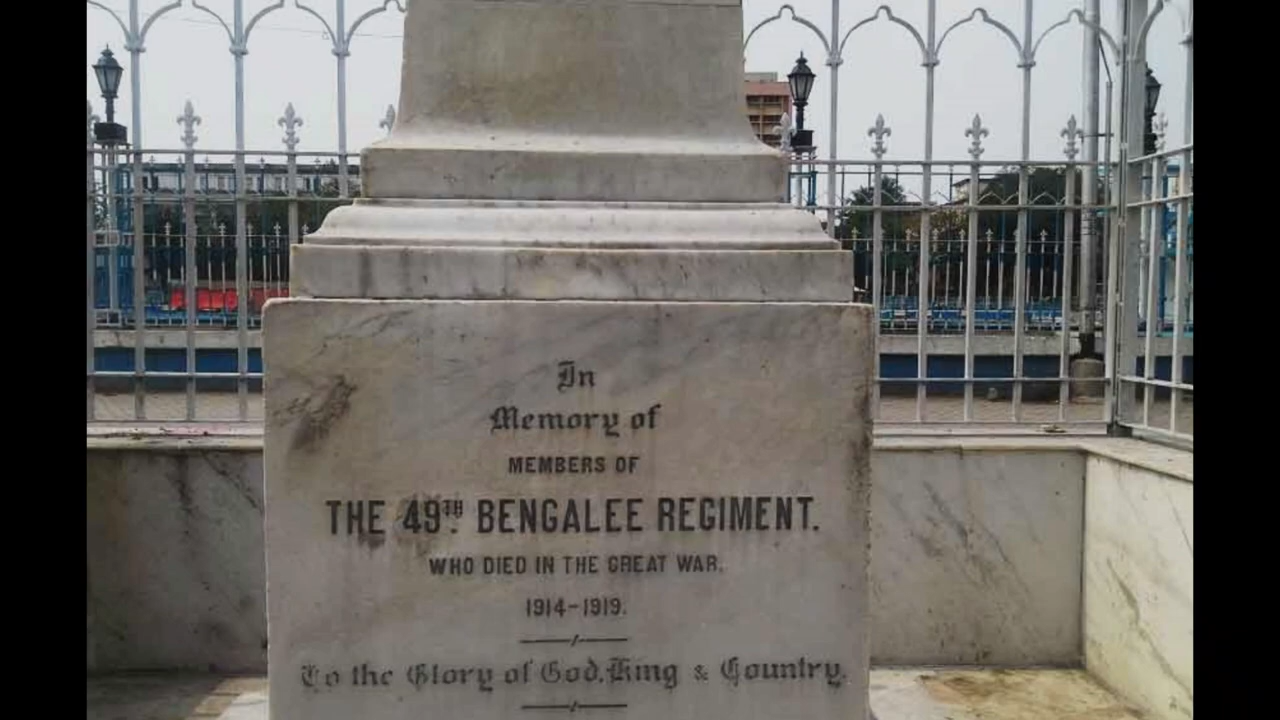 In
Memory of
MEMBERS OF
THE 49TH. BENGALEE REGIMENT.
WHO DIED IN THE GREAT WAR.
1914-1919.
To the Glory of God, King & Country.